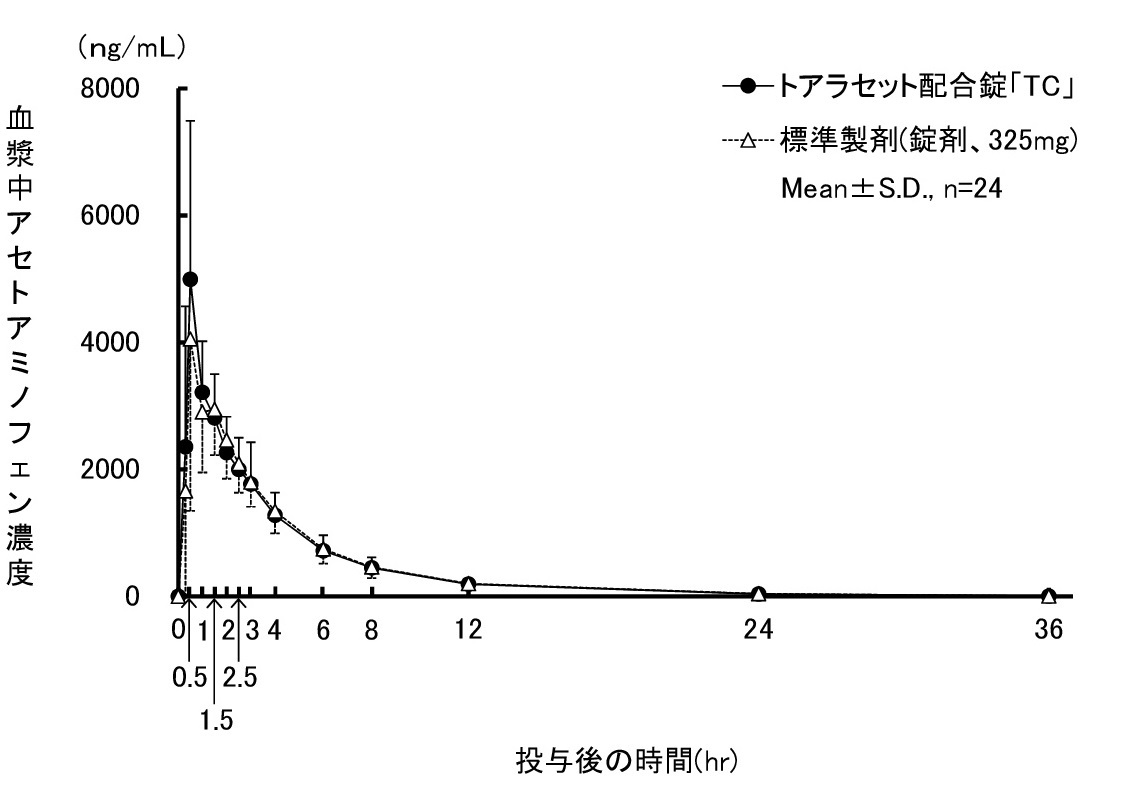 (ng/mL)
8000
6000
4000
2000
0
血漿中アセトアミノフェン濃度
トアラセット配合錠「TC」
標準製剤(錠剤、325mg)
Mean±S.D., n=24
0 1 2 3 4 6 8 12 24 36
0.5 2.5
1.5
投与後の時間(hr)